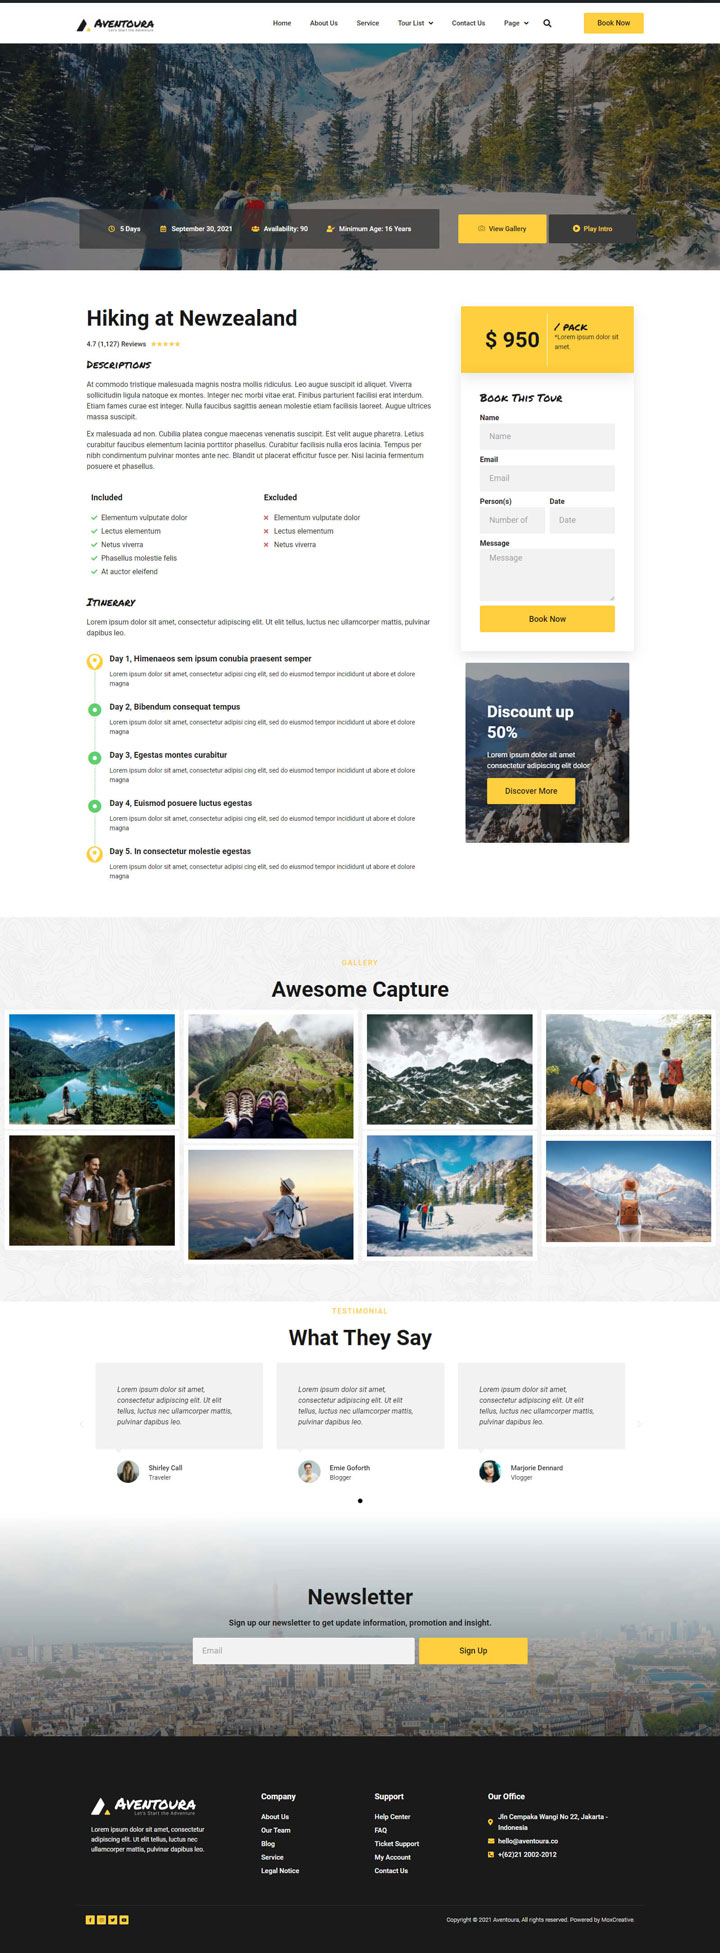 AVENTOURA
Let's Start the Adventure
Home About Us Service Tour List Contact Us Page Book Now
5 Days September 30, 2021 Availability: 90 Minimum Age: 16 Years View Gallery Play Intro
Hiking at Newzealand
4.7 (1,127) Reviews
Descriptions
At commodo tristique malesuada magnis nostra mollis ridiculus. Leo augue suscipit id aliquet. Viverra
sollicitudin ligula natoque ex montes. Integer nec morbi vitae erat. Finibus parturient facilisi erat interdum.
Etiam fames curae est integer. Nulla faucibus sagittis aenean molestie etiam facilisis laoreet. Augue ultrices
massa suscipit.
Ex malesuada ad non. Cubilia platea congue maecenas venenatis suscipit. Est velit augue pharetra. Letius
curabitur faucibus elementum lacinia porttitor phasellus. Curabitur facilisis nulla eros lacinia. Tempus per
nibh condimentum pulvinar montes ante nec. Blandit ut placerat efficitur fusce per. Nisi lacinia fermentum
posuere et phasellus.
Included
Elementum vulputate dolor
Lectus elementum
Netus viverra
Phasellus molestie felis
At auctor eleifend
Excluded
Elementum vulputate dolor
Lectus elementum
Netus viverra
Itinerary
Lorem ipsum dolor sit amet, consectetur adipiscing elit. Ut elit tellus, luctus nec ullamcorper mattis, pulvinar
dapibus leo.
Day 1, Himenaeos sem ipsum conubia praesent semper
Lorem ipsum dolor sit amet, consectetur adipisi cing elit, sed do eiusmod tempor incididunt ut abore et dolore
magna
Day 2, Bibendum consequat tempus
Lorem ipsum dolor sit amet, consectetur adipisi cing elit, sed do eiusmod tempor incididunt ut abore et dolore
magna
Day 3, Egestas montes curabitur
Lorem ipsum dolor sit amet, consectetur adipisi cing elit, sed do eiusmod tempor incididunt ut abore et dolore
magna
Day 4, Euismod posuere luctus egestas
Lorem ipsum dolor sit amet, consectetur adipisi cing elit, sed do eiusmod tempor incididunt ut abore et dolore
magna
Day 5. In consectetur molestie egestas
Lorem ipsum dolor sit amet, consectetur adipisi cing elit, sed do eiusmod tempor incididunt ut abore et dolore
magna
$ 950
/ pack
*Lorem ipsum dolor sit
amet.
Book This Tour
Name
Name
Email
Email
Person(s) Date
Number of Date
Message
Message
Book Now
Discount up
50%
Lorem ipsum dolor sit amet
consectetur adipiscing elit dolor
Discover More
GALLERY
Awesome Capture
TESTIMONIAL
What They Say
Lorem ipsum dolor sit amet,
consectetur adipiscing elit. Ut elit
tellus, luctus nec ullamcorper mattis,
pulvinar dapibus leo.
Shirley Call
Traveler
Lorem ipsum dolor sit amet,
consectetur adipiscing elit. Ut elit
tellus, luctus nec ullamcorper mattis,
pulvinar dapibus leo.
Ernie Goforth
Blogger
Lorem ipsum dolor sit amet,
consectetur adipiscing elit. Ut elit
tellus, luctus nec ullamcorper mattis,
pulvinar dapibus leo.
Marjorie Dennard
Vlogger
Newsletter
Sign up our newsletter to get update information, promotion and insight.
Email Sign Up
AVENTOURA
Let's Start the Adventure
Lorem ipsum dolor sit amet, consectetur
adipiscing elit. Ut elit tellus, luctus nec
ullamcorper mattis, pulvinar dapibus leo.
Company
About Us
Our Team
Blog
Service
Legal Notice
Support
Help Center
FAQ
Ticket Support
My Account
Contact Us
Our Office
Jln Cempaka Wangi No 22, Jakarta -
Indonesia
hello@aventoura.co
+(62)21 2002-2012
Copyright © 2021 Aventoura, All rights reserved. Powered by MoxCreative.